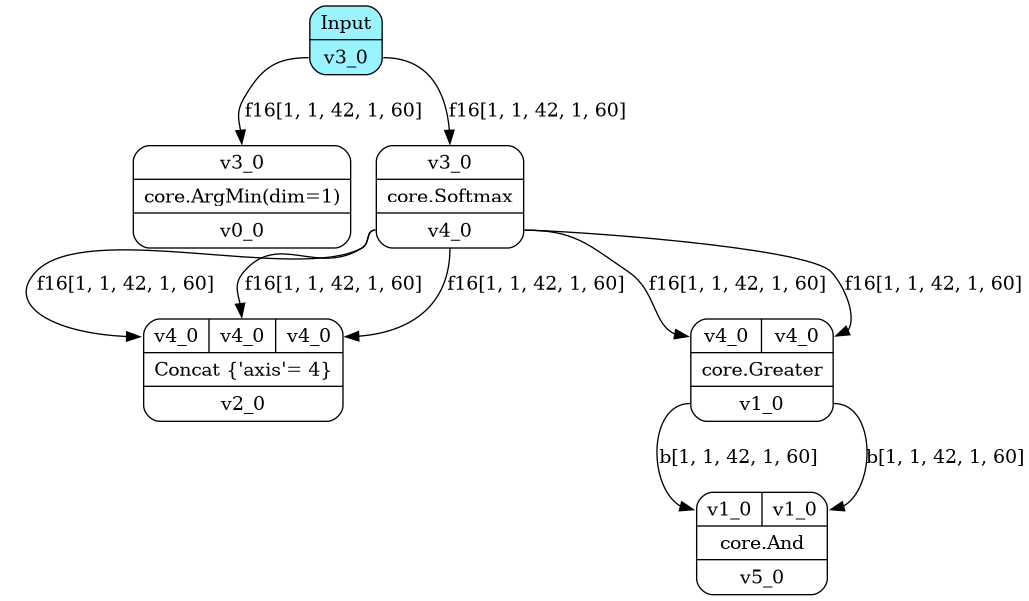 Input
v3_0
f16[1, 1, 42, 1, 60] f16[1, 1, 42, 1, 60]
v3_0
core.ArgMin(dim=1)
v0_0
v3_0
core.Softmax
v4_0
f16[1, 1, 42, 1, 60] f16[1, 1, 42, 1, 60] f16[1, 1, 42, 1, 60] f16[1, 1, 42, 1, 60] f16[1, 1, 42, 1, 60]
v4_0 v4_0 v4_0
Concat {'axis'= 4}
v2_0
v4_0 v4_0
core.Greater
v1_0
b[1, 1, 42, 1, 60] b[1, 1, 42, 1, 60]
v1_0 v1_0
core.And
v5_0